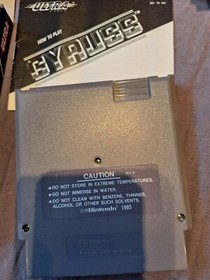 ULTRA
HOW TO PLAY
GYRUSS
CAUTION
• DO NOT STORE IN EXTREME TEMPERATURES.
• DO NOT IMMERSE IN WATER.
• DO NOT CLEAN WITH BENZENE, THINNER,
ALCOHOL OR OTHER SUCH SOLVENTS.
©Nintendo 1985